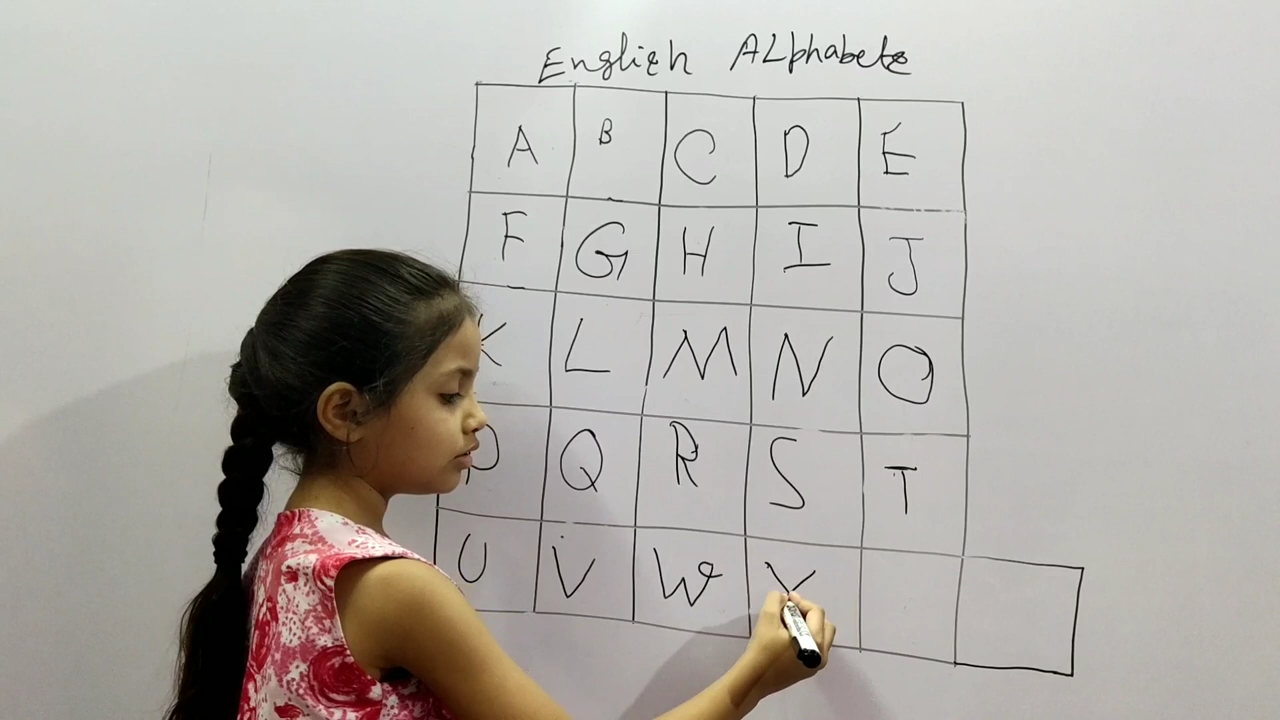 English ALphabets
A B C D E
F G H I J
K L M N O
P Q R S T
U V W X